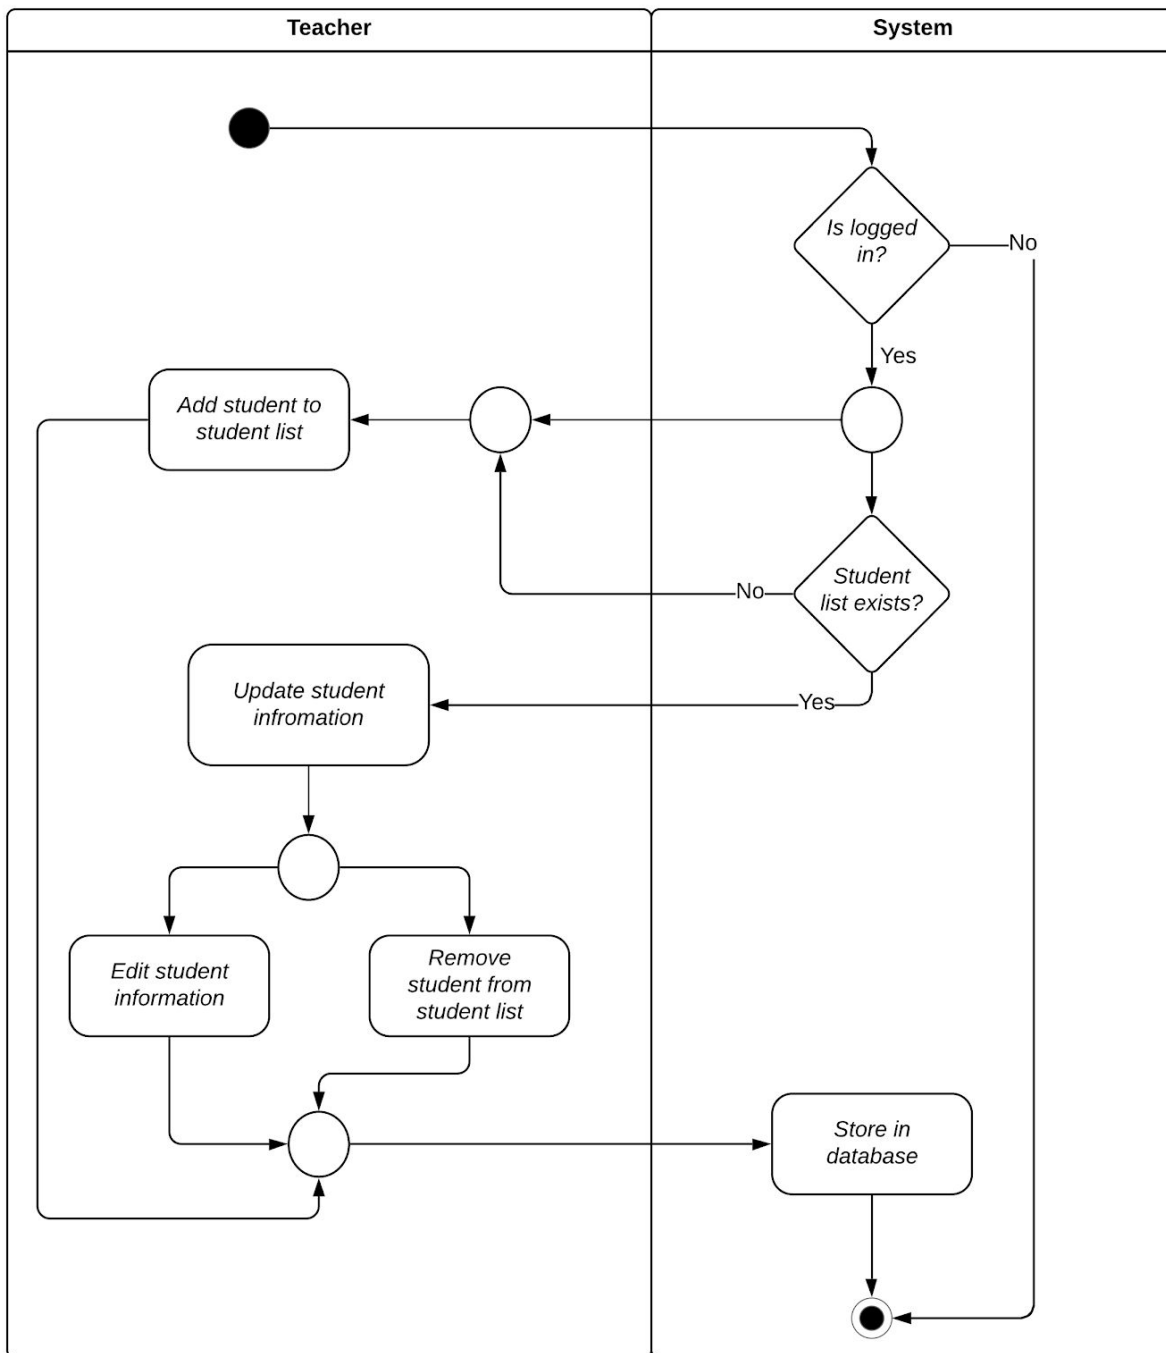 Teacher
System
Is logged
in?
No
Yes
Add student to
student list
Student
list exists?
No
Update student
infromation
Yes
Edit student
information
Remove
student from
student list
Store in
database